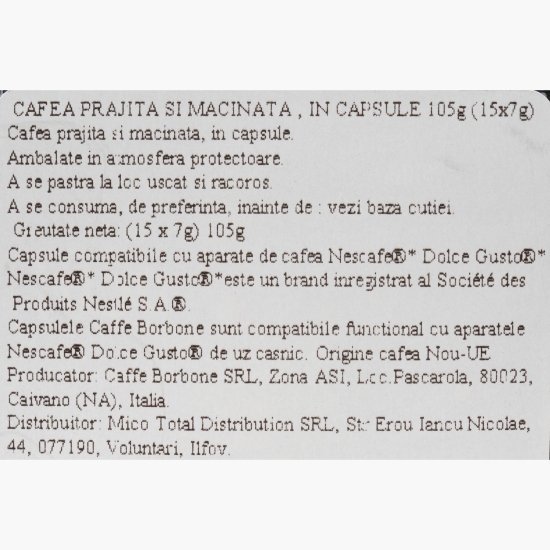 CAFEA PRAJITA SI MACINATA , IN CAPSULE 105g (15x7g)
Cafea prajita si macinata, in capsule.
Ambalate in atmosfera protectoare.
A se pastra la loc uscat si racoros.
A se consuma, de preferinta, inainte de : vezi baza cutiei.
Greutate neta: (15 x 7g) 105g
Capsule compatibile cu aparate de cafea Nescafe®* Dolce Gusto®*
Nescafe®* Dolce Gusto®*este un brand inregistrat al Société des
Produits Nestlé S.A.®.
Capsulele Caffe Borbone sunt compatibile functional cu aparatele
Nescafe® Dolce Gusto® de uz casnic. Origine cafea Nou-UE
Producator: Caffe Borbone SRL, Zona ASI, Loc.Pascarola, 80023,
Caivano (NA), Italia.
Distribuitor: Mico Total Distribution SRL, Str Erou Iancu Nicolae,
44, 077190, Voluntari, Ilfov.